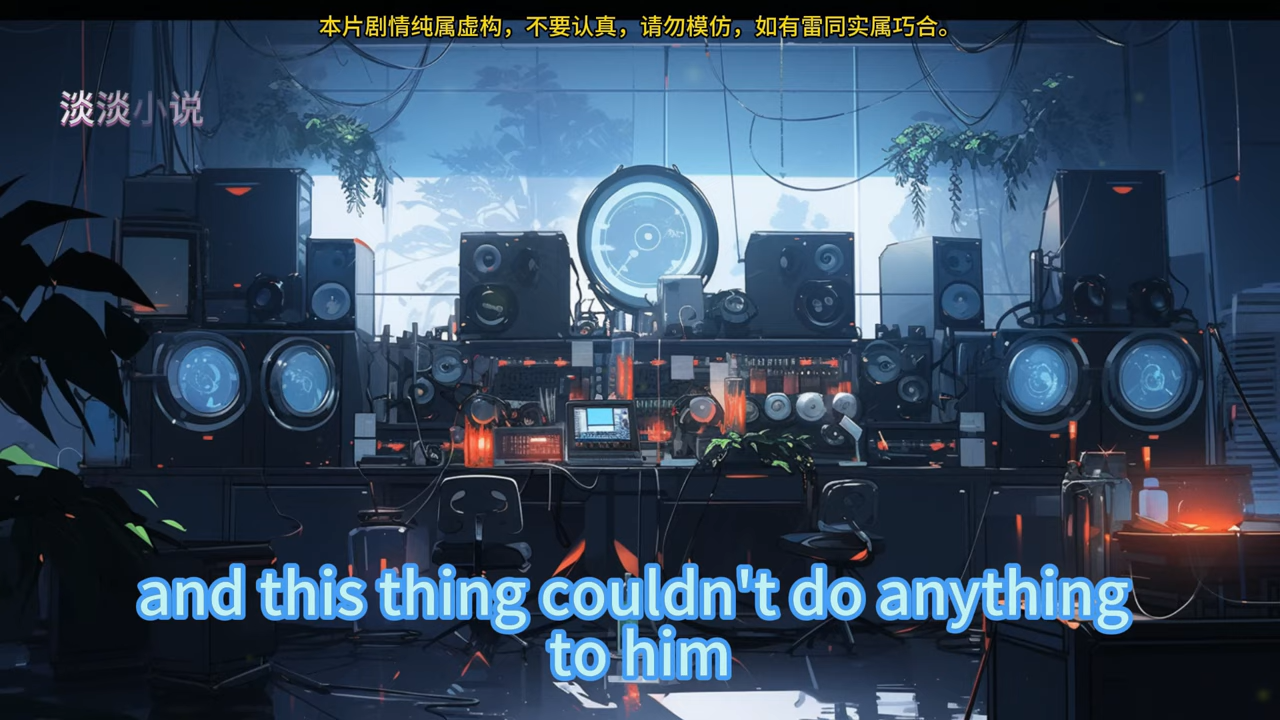 本片剧情纯属虚构，不要认真，请勿模仿，如有雷同实属巧合。
淡淡小说
and this thing couldn't do anything
to him